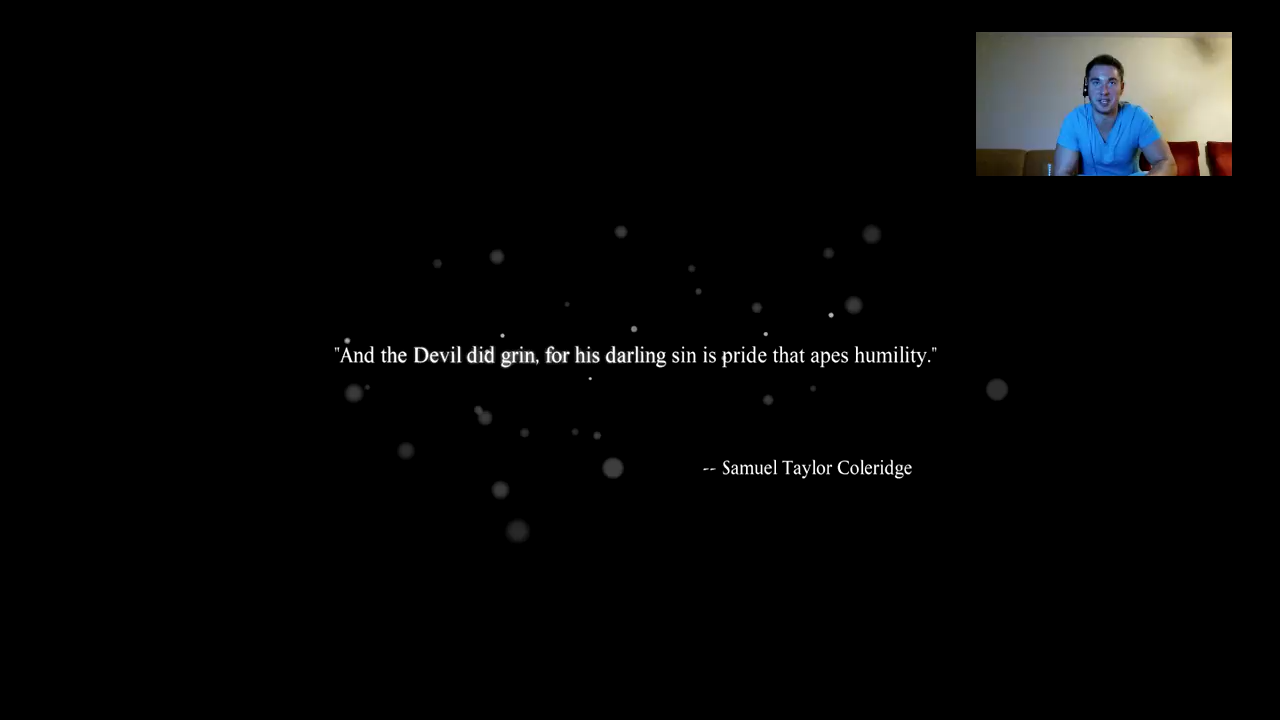 "And the Devil did grin, for his darling sin is pride that apes humility."
-- Samuel Taylor Coleridge